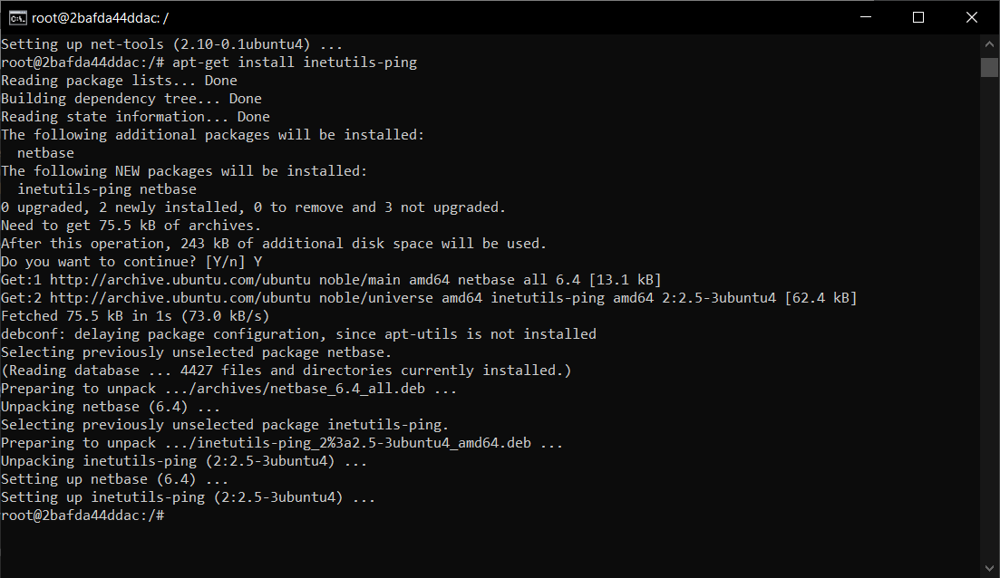 root@2bafda44ddac: /
Setting up net-tools (2.10-0.1ubuntu4) ...
root@2bafda44ddac:/# apt-get install inetutils-ping
Reading package lists... Done
Building dependency tree... Done
Reading state information... Done
The following additional packages will be installed:
  netbase
The following NEW packages will be installed:
  inetutils-ping netbase
0 upgraded, 2 newly installed, 0 to remove and 3 not upgraded.
Need to get 75.5 kB of archives.
After this operation, 243 kB of additional disk space will be used.
Do you want to continue? [Y/n] Y
Get:1 http://archive.ubuntu.com/ubuntu noble/main amd64 netbase all 6.4 [13.1 kB]
Get:2 http://archive.ubuntu.com/ubuntu noble/universe amd64 inetutils-ping amd64 2:2.5-3ubuntu4 [62.4 kB]
Fetched 75.5 kB in 1s (73.0 kB/s)
debconf: delaying package configuration, since apt-utils is not installed
Selecting previously unselected package netbase.
(Reading database ... 4427 files and directories currently installed.)
Preparing to unpack .../archives/netbase_6.4_all.deb ...
Unpacking netbase (6.4) ...
Selecting previously unselected package inetutils-ping.
Preparing to unpack .../inetutils-ping_2%3a2.5-3ubuntu4_amd64.deb ...
Unpacking inetutils-ping (2:2.5-3ubuntu4) ...
Setting up netbase (6.4) ...
Setting up inetutils-ping (2:2.5-3ubuntu4) ...
root@2bafda44ddac:/#